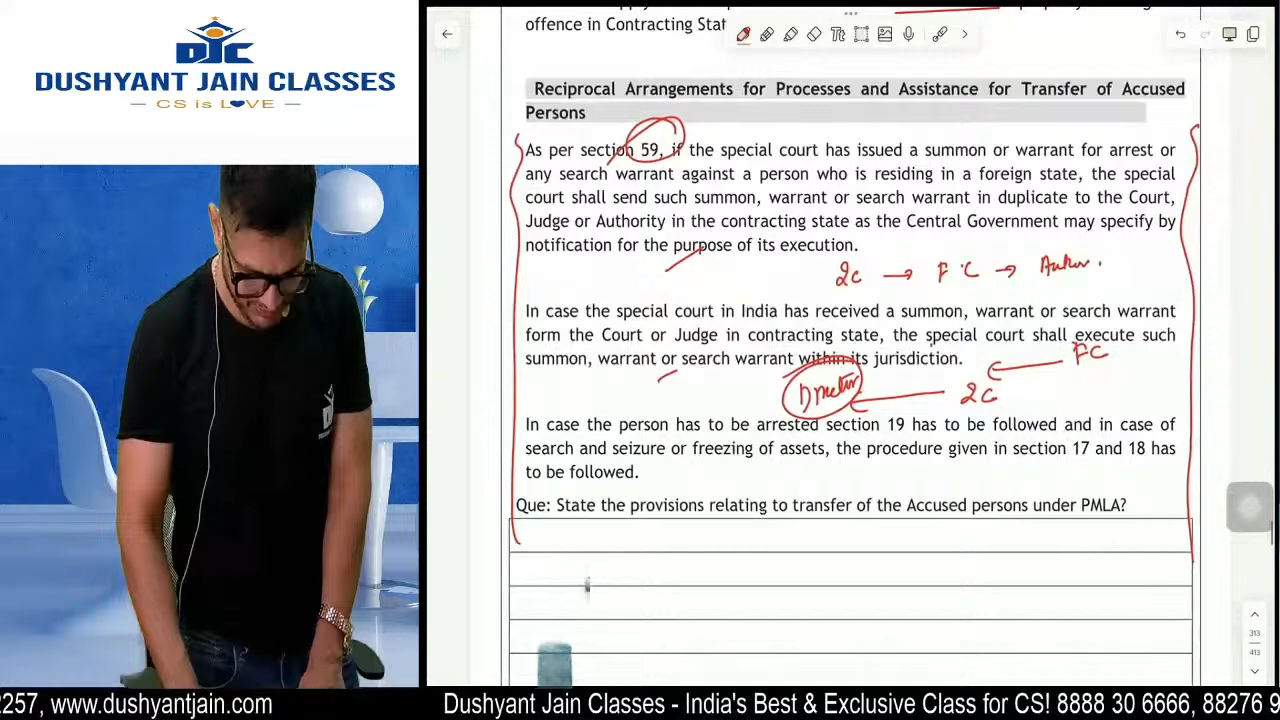 DJC
DUSHYANT JAIN CLASSES
— CS is LOVE —
offence in Contracting Stat
Reciprocal Arrangements for Processes and Assistance for Transfer of Accused
Persons
As per section 59, if the special court has issued a summon or warrant for arrest or
any search warrant against a person who is residing in a foreign state, the special
court shall send such summon, warrant or search warrant in duplicate to the Court,
Judge or Authority in the contracting state as the Central Government may specify by
notification for the purpose of its execution.
2c → F C →
In case the special court in India has received a summon, warrant or search warrant
form the Court or Judge in contracting state, the special court shall execute such
summon, warrant or search warrant within its jurisdiction.
FC
Director
2C
In case the person has to be arrested section 19 has to be followed and in case of
search and seizure or freezing of assets, the procedure given in section 17 and 18 has
to be followed.
Que: State the provisions relating to transfer of the Accused persons under PMLA?
313
413
2257, www.dushyantjain.com
Dushyant Jain Classes - India's Best & Exclusive Class for CS! 8888 30 6666, 88276 9